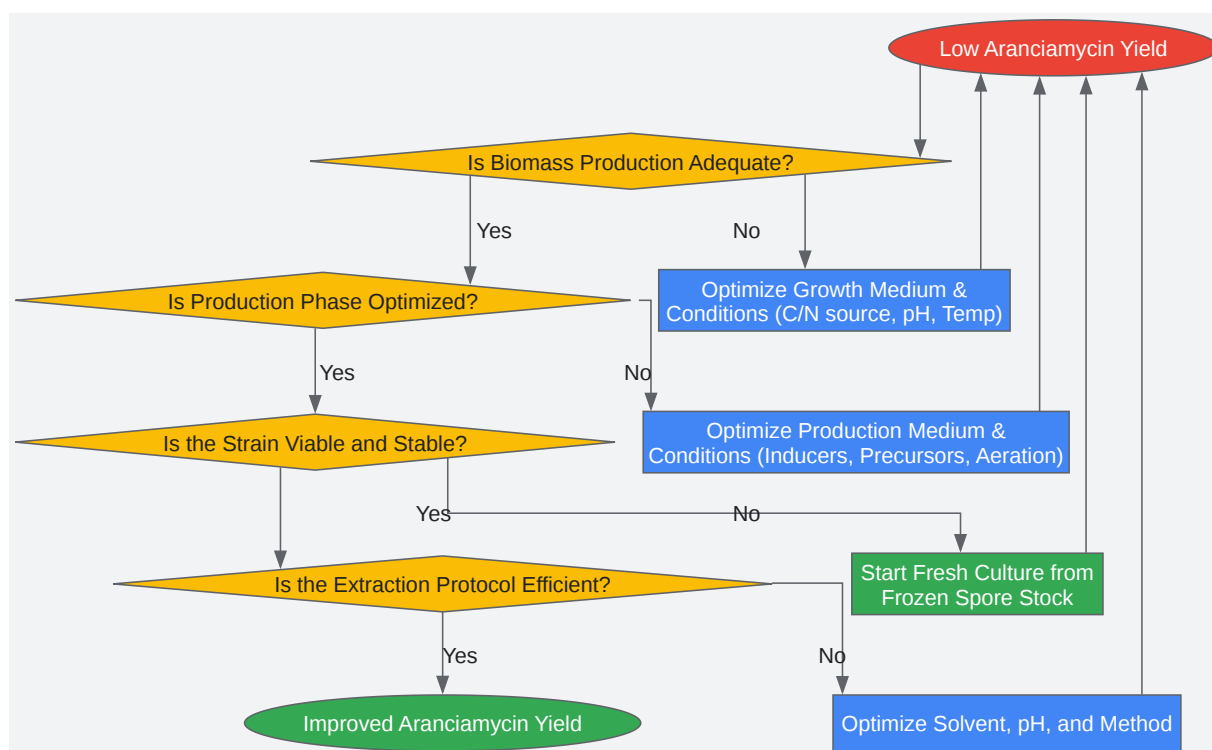 Low Aranciamycin Yield
Is Biomass Production Adequate?
Yes
No
Is Production Phase Optimized?
Optimize Growth Medium &
Conditions (C/N source, pH, Temp)
Yes
No
Is the Strain Viable and Stable?
Optimize Production Medium &
Conditions (Inducers, Precursors, Aeration)
Yes
No
Is the Extraction Protocol Efficient?
Start Fresh Culture from
Frozen Spore Stock
Yes
No
Improved Aranciamycin Yield
Optimize Solvent, pH, and Method